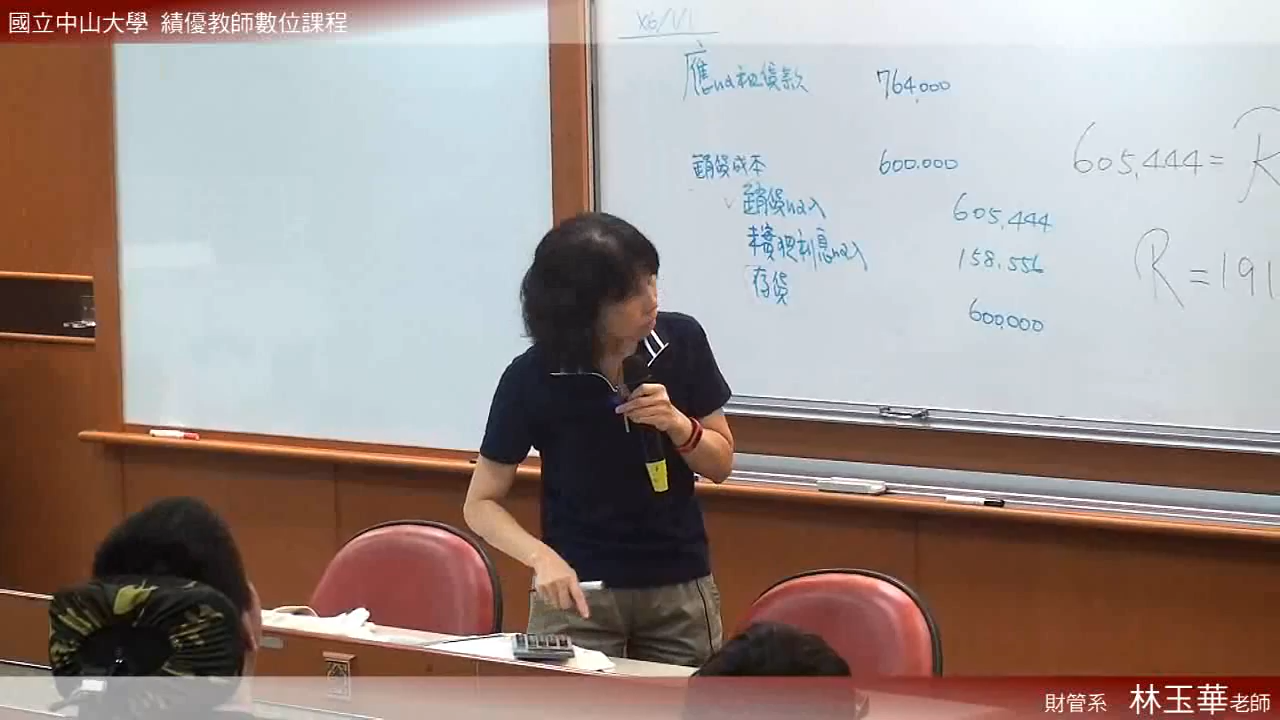 國立中山大學 績優教師數位課程
X6/1/1
應收租賃款 764,000
銷貨成本 600,000
銷貨收入 605,444
未實現利息收入 158,556
存貨 600,000
605,444=R
R=191
財管系 林玉華老師